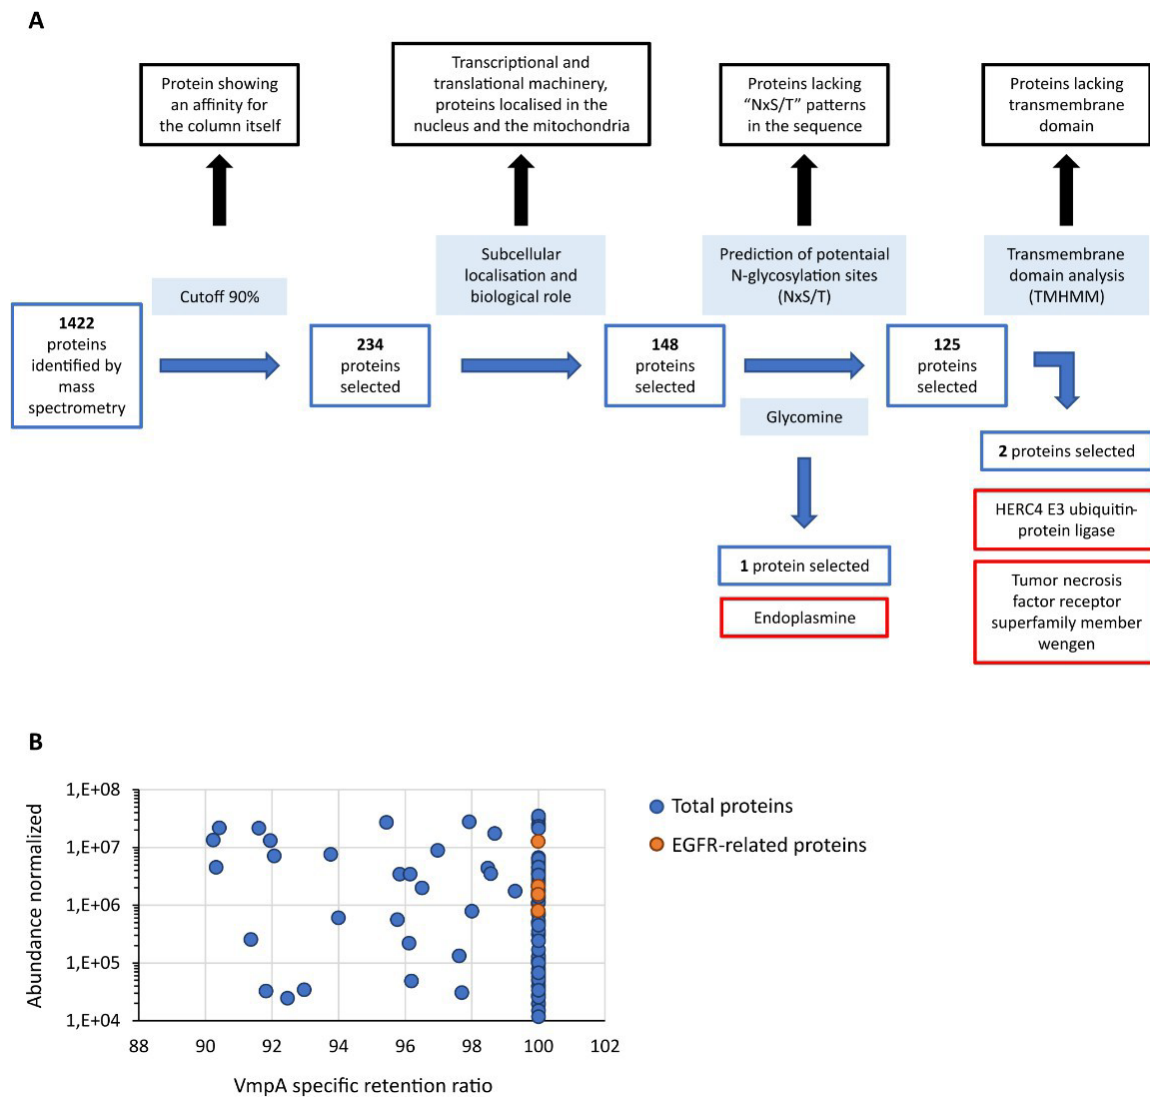 A
Protein showing
an affinity for
the column itself
Transcriptional and
translational machinery,
proteins localised in the
nucleus and the mitochondria
Proteins lacking
“NxS/T” patterns
in the sequence
Proteins lacking
transmembrane
domain
Cutoff 90%
Subcellular
localisation and
biological role
Prediction of potentaial
N-glycosylation sites
(NxS/T)
Transmembrane
domain analysis
(TMHMM)
1422
proteins
identified by
mass
spectrometry
234
proteins
selected
148
proteins
selected
125
proteins
selected
Glycomine
2 proteins selected
HERC4 E3 ubiquitin-
protein ligase
1 protein selected
Endoplasmine
Tumor necrosis
factor receptor
superfamily member
wengen
B
Abundance normalized
1,E+08
1,E+07
1,E+06
1,E+05
1,E+04
88 90 92 94 96 98 100 102
VmpA specific retention ratio
Total proteins
EGFR-related proteins